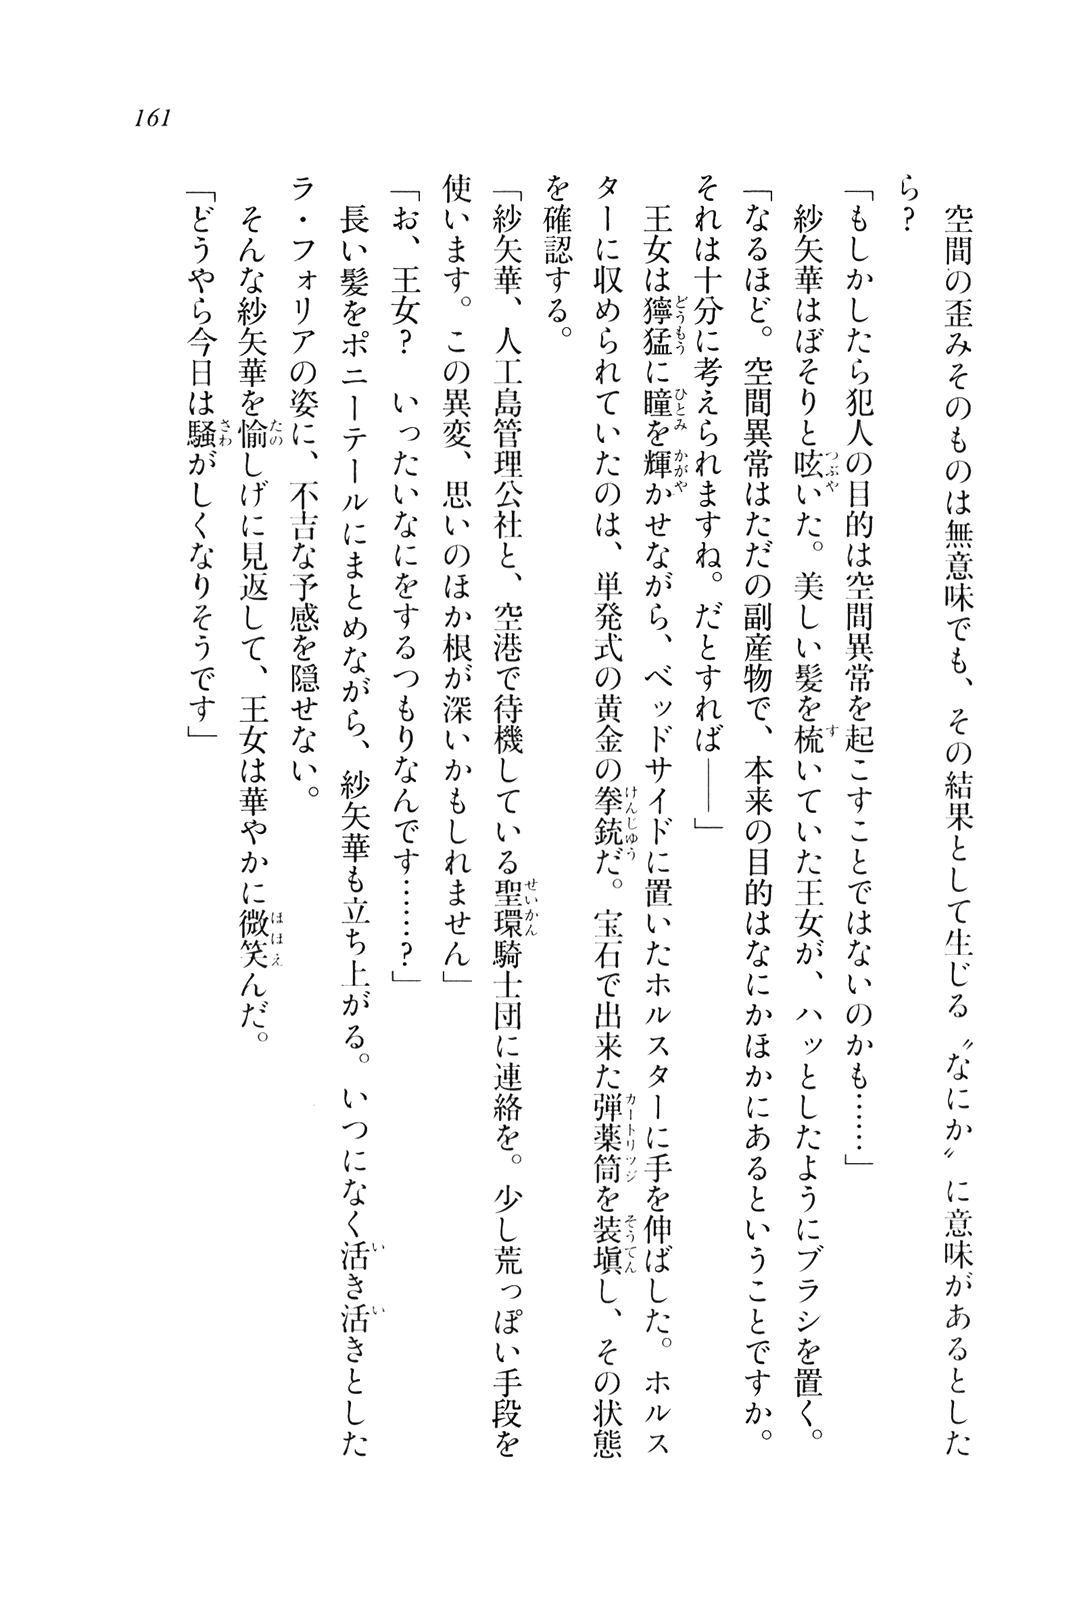 161
空間の歪みそのものは無意味でも、その結果として生じる〝なにか〟に意味があるとした
ら?
「もしかしたら犯人の目的は空間異常を起こすことではないのかも……」
紗矢華はぼそりと呟いた。美しい髪を梳いていた王女が、ハッとしたようにブラシを置く。
「なるほど。空間異常はただの副産物で、本来の目的はなにかほかにあるということですか。
それは十分に考えられますね。だとすれば――」
王女は獰猛に瞳を輝かせながら、ベッドサイドに置いたホルスターに手を伸ばした。ホルス
ターに収められていたのは、単発式の黄金の拳銃だ。宝石で出来た弾薬筒を装塡し、その状態
を確認する。
「紗矢華、人工島管理公社と、空港で待機している聖環騎士団に連絡を。少し荒っぽい手段を
使います。この異変、思いのほか根が深いかもしれません」
「お、王女? いったいなにをするつもりなんです……?」
長い髪をポニーテールにまとめながら、紗矢華も立ち上がる。いつになく活き活きとした
ラ・フォリアの姿に、不吉な予感を隠せない。
そんな紗矢華を愉しげに見返して、王女は華やかに微笑んだ。
「どうやら今日は騒がしくなりそうです」